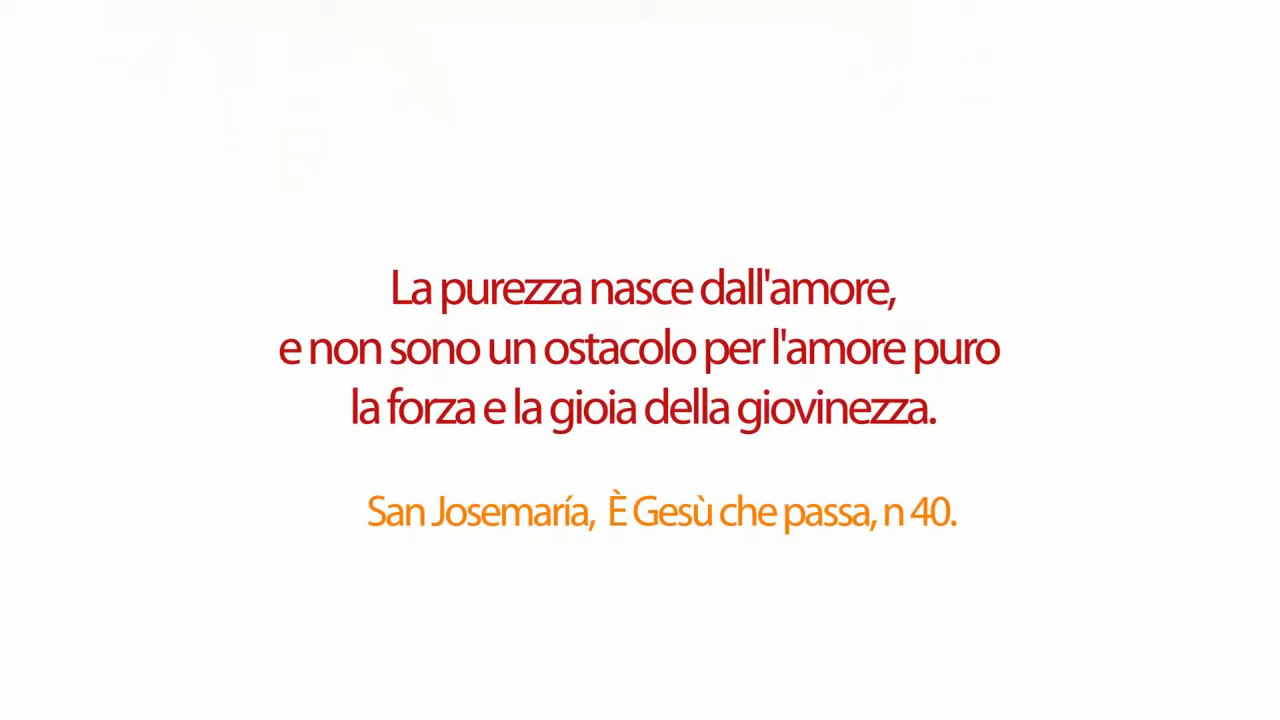 La purezza nasce dall'amore,
e non sono un ostacolo per l'amore puro
la forza e la gioia della giovinezza.
San Josemaría, È Gesù che passa, n 40.